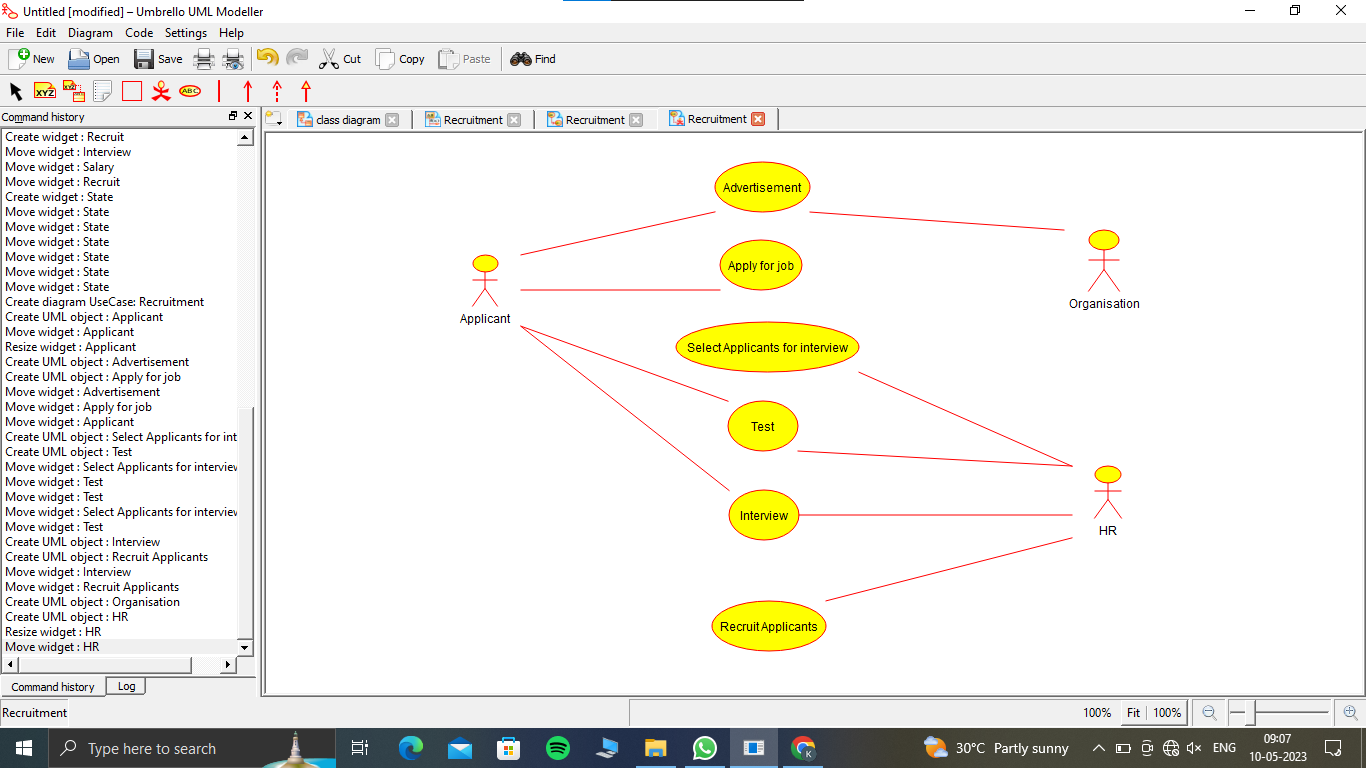 Untitled [modified] – Umbrello UML Modeller
File Edit Diagram Code Settings Help
New Open Save Cut Copy Paste Find
XYZ XYZ ABC
Command history
class diagram Recruitment Recruitment Recruitment
Create widget : Recruit
Move widget : Interview
Move widget : Salary
Move widget : Recruit
Create widget : State
Move widget : State
Move widget : State
Move widget : State
Move widget : State
Move widget : State
Move widget : State
Create diagram UseCase: Recruitment
Create UML object : Applicant
Move widget : Applicant
Resize widget : Applicant
Create UML object : Advertisement
Create UML object : Apply for job
Move widget : Advertisement
Move widget : Apply for job
Move widget : Applicant
Create UML object : Select Applicants for int
Create UML object : Test
Move widget : Select Applicants for interview
Move widget : Test
Move widget : Test
Move widget : Select Applicants for interview
Move widget : Test
Create UML object : Interview
Create UML object : Recruit Applicants
Move widget : Interview
Move widget : Recruit Applicants
Create UML object : Organisation
Create UML object : HR
Resize widget : HR
Move widget : HR
Command history Log
Advertisement
Apply for job
Organisation
Applicant
Select Applicants for interview
Test
Interview
HR
Recruit Applicants
Recruitment
100% Fit 100%
Type here to search
K
30°C Partly sunny
ENG
09:07
10-05-2023